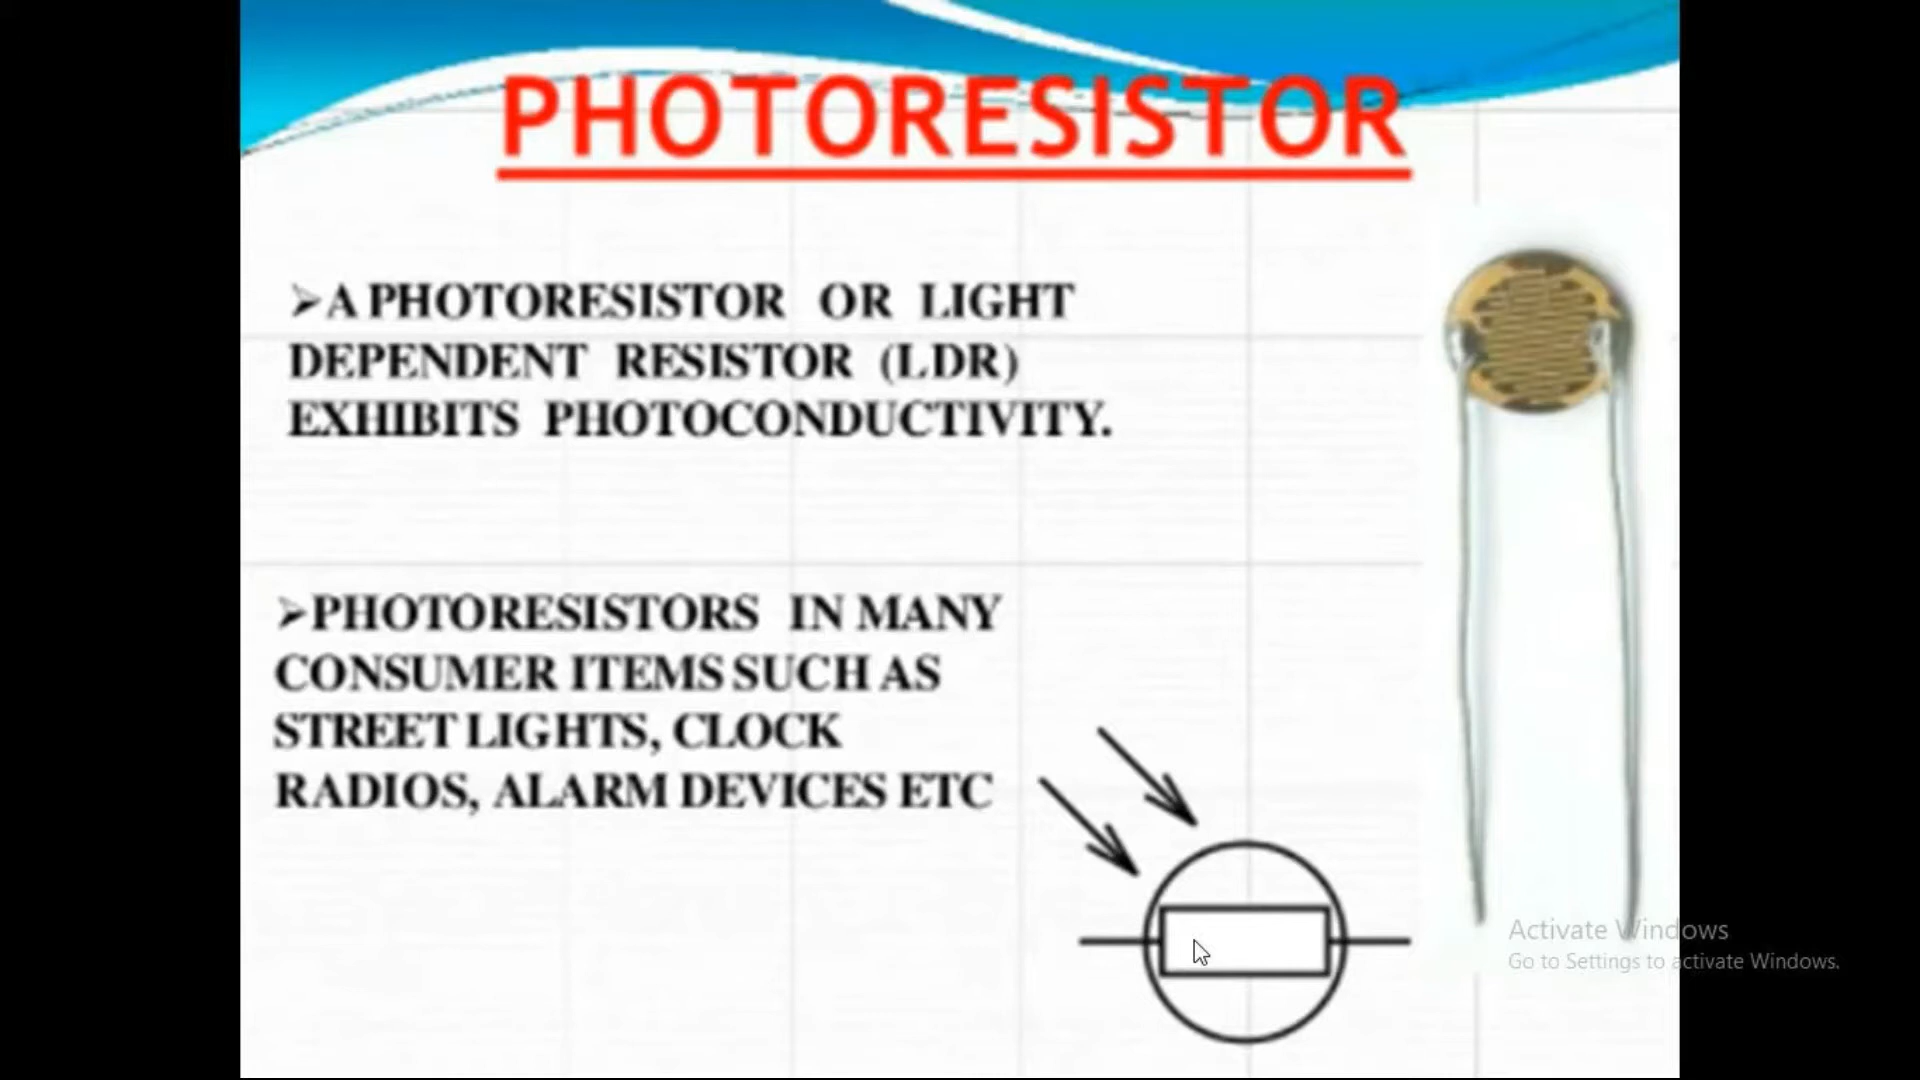 PHOTORESISTOR
➢A PHOTORESISTOR OR LIGHT
DEPENDENT RESISTOR (LDR)
EXHIBITS PHOTOCONDUCTIVITY.
➢PHOTORESISTORS IN MANY
CONSUMER ITEMS SUCH AS
STREET LIGHTS, CLOCK
RADIOS, ALARM DEVICES ETC
Activate Windows
Go to Settings to activate Windows.